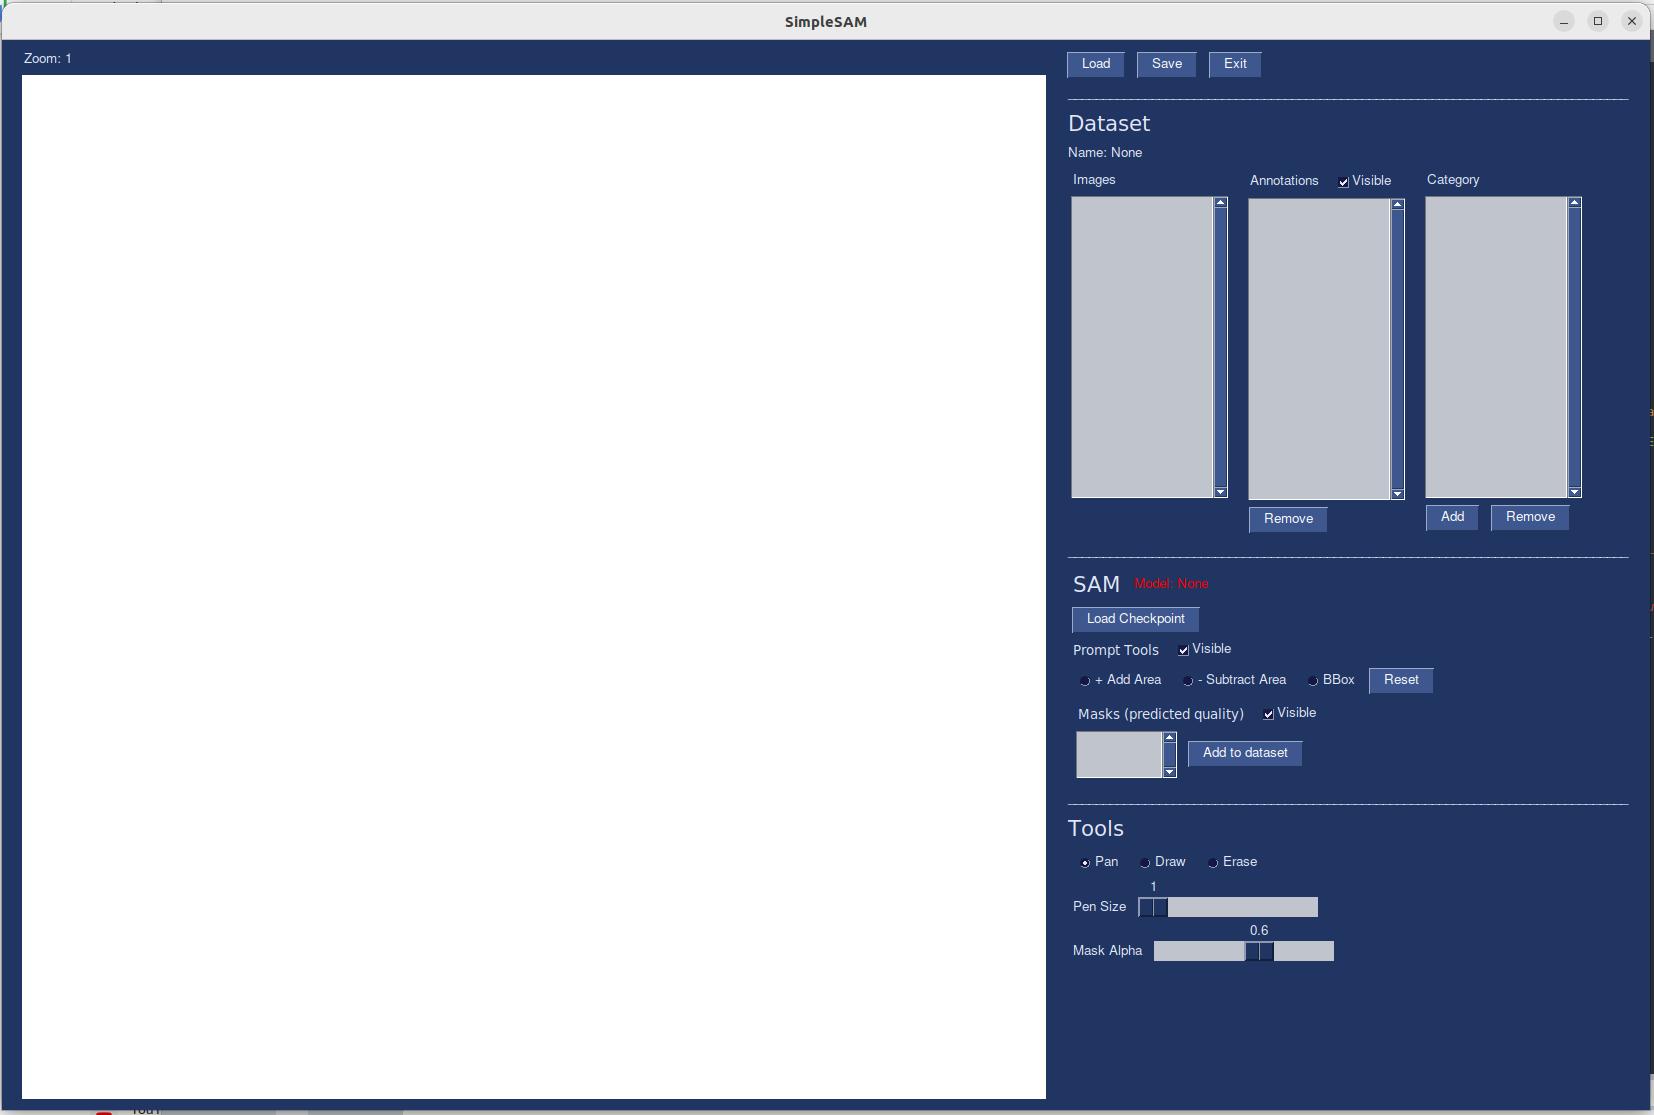 SimpleSAM
Zoom: 1
Load Save Exit
Dataset
Name: None
Images Annotations Visible Category
Remove Add Remove
SAM Model: None
Load Checkpoint
Prompt Tools Visible
+ Add Area - Subtract Area BBox Reset
Masks (predicted quality) Visible
Add to dataset
Tools
Pan Draw Erase
1
Pen Size
0.6
Mask Alpha